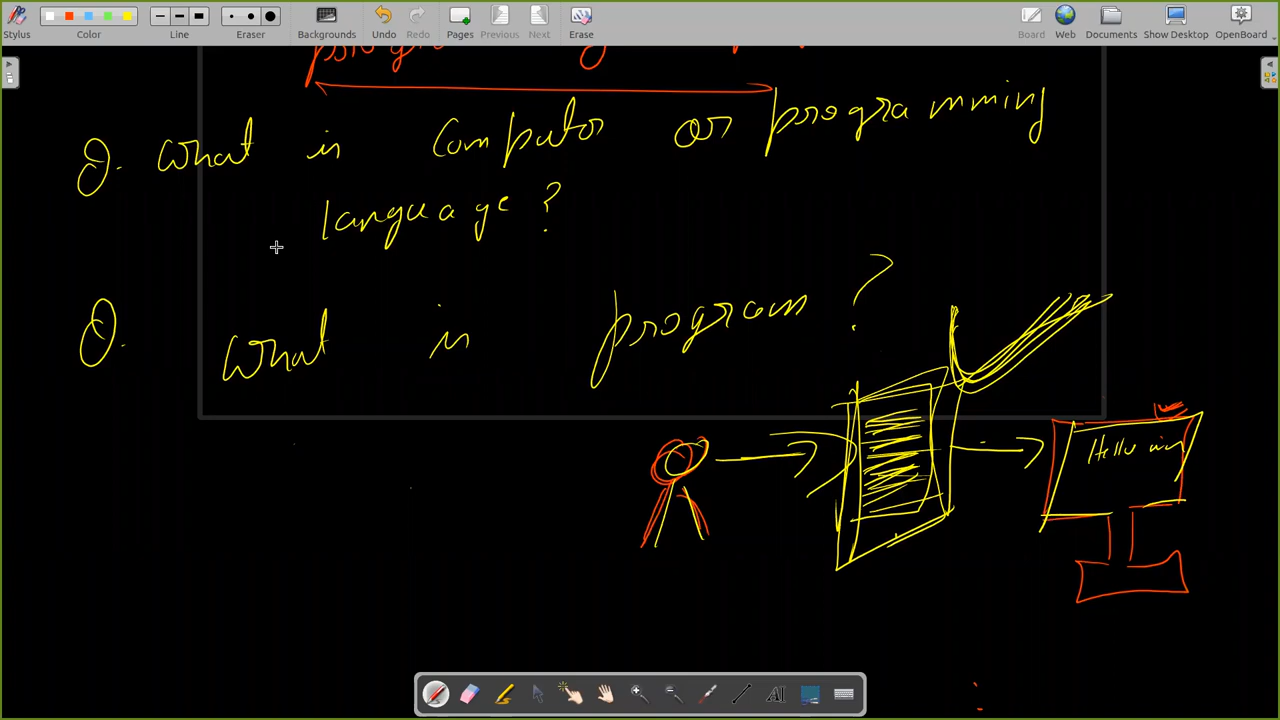 Stylus Color Line Eraser Backgrounds Undo Redo Pages Previous Next Erase Board Web Documents Show Desktop OpenBoard
Q. What is Computer or programming
language ?
Q. What is program ?
Hello